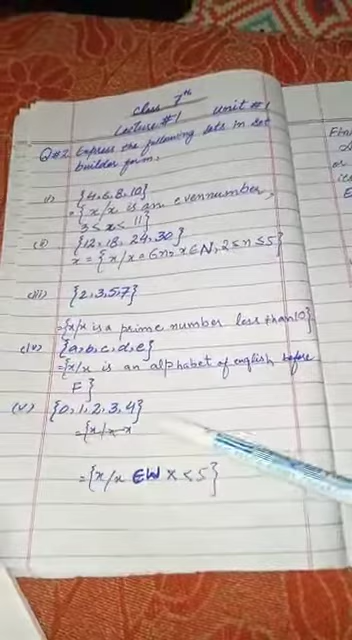 Class 7th
Lecture #1 Unit #1
Q#2. Express the following sets in set
builder form.
i) {4,6,8,10}
= {x/x is an even number,
3 ≤ x ≤ 11}
(ii) {12, 18, 24, 30}
x = {x/x = 6n, x ∈ N, 2 ≤ n ≤ 5}
(iii) {2,3,5,7}
= {x/x is a prime number less than 10}
(iv) {a,b,c,d,e}
= {x/x is an alphabet of english before
F}
(v) {0,1,2,3,4}
= {x/x x
= {x/x ∈ W x < 5}